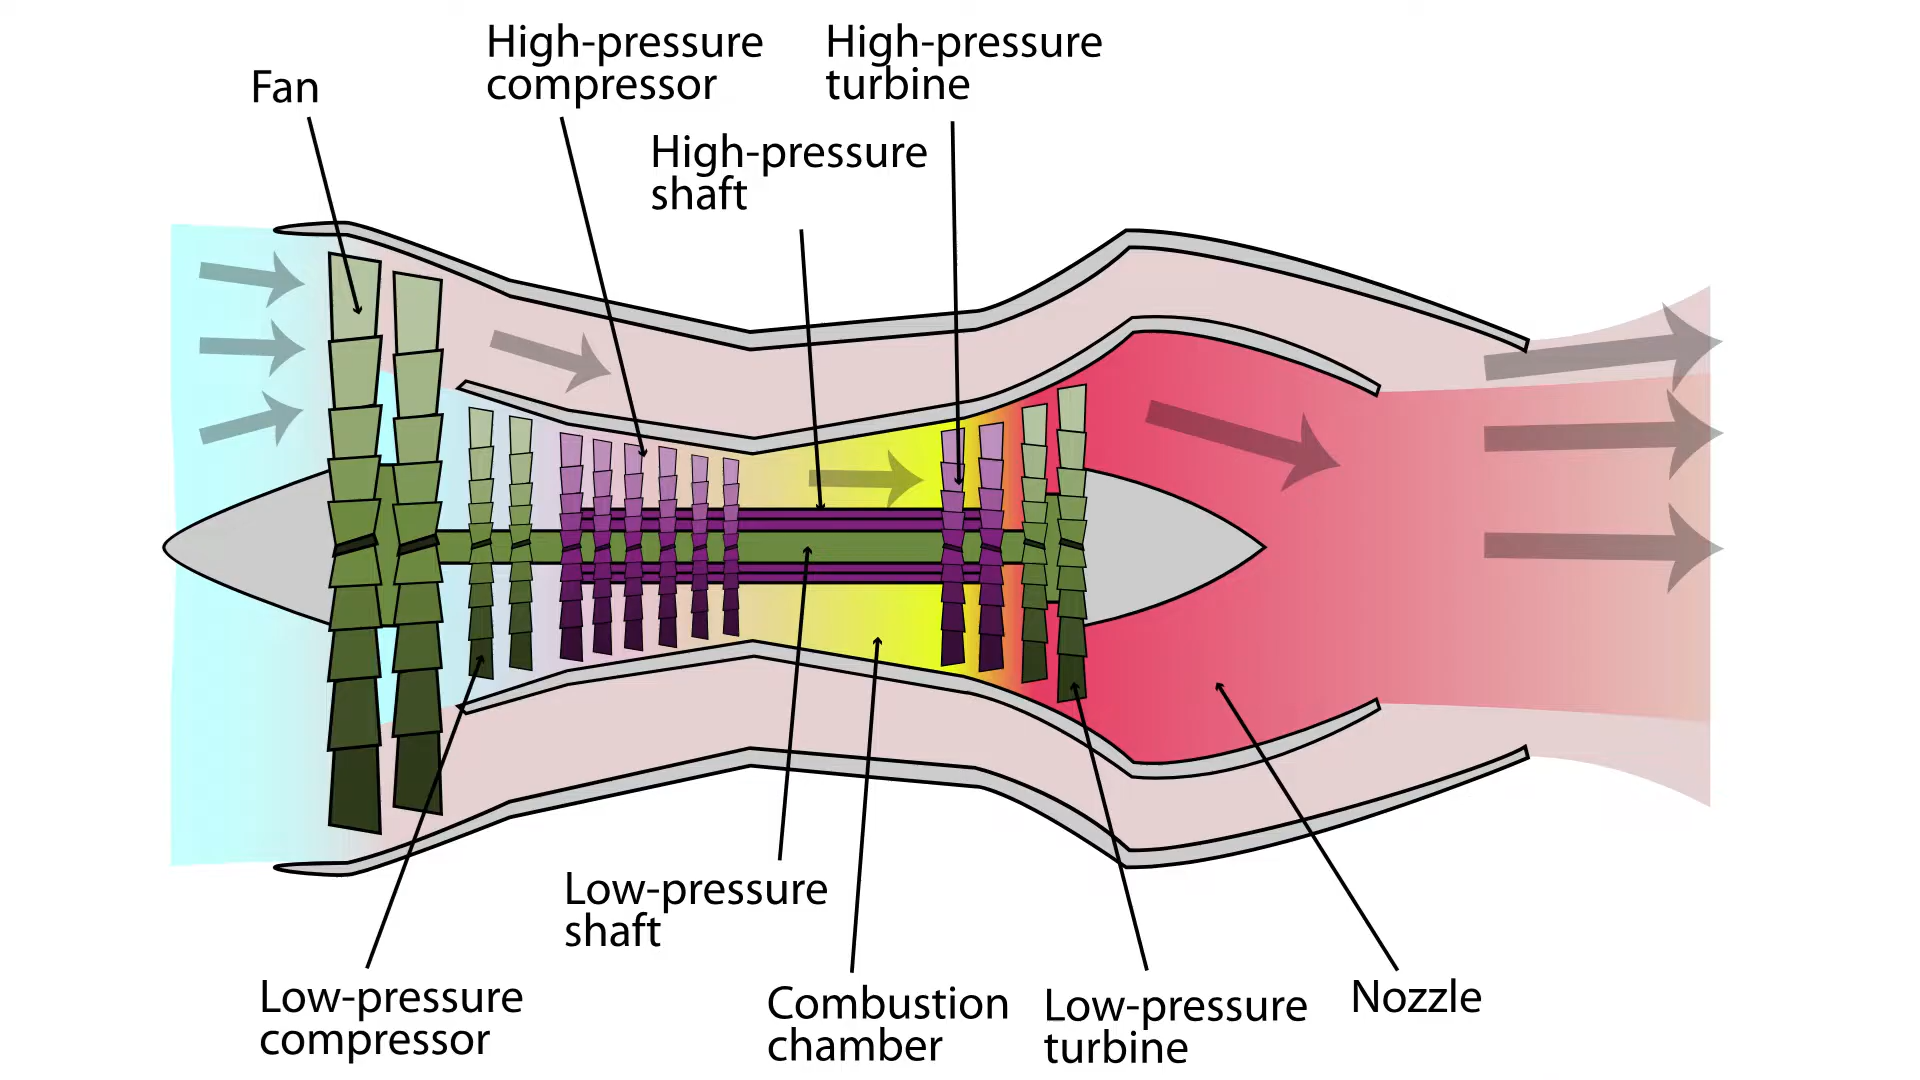 Fan
High-pressure
compressor
High-pressure
turbine
High-pressure
shaft
Low-pressure
shaft
Low-pressure
compressor
Combustion
chamber
Low-pressure
turbine
Nozzle